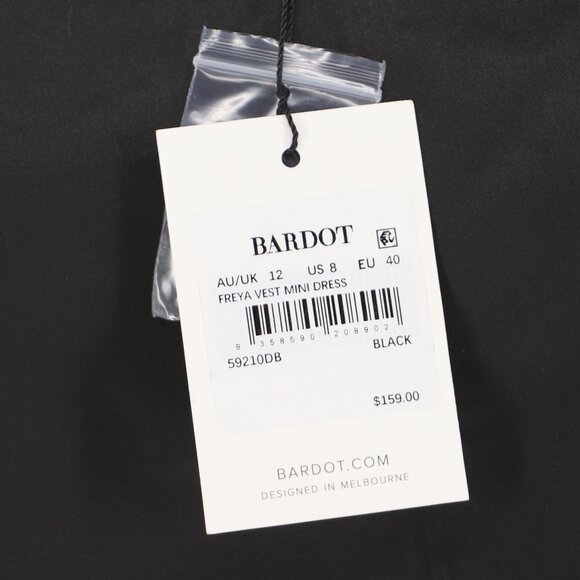 BARDOT
AU/UK 12 US 8 EU 40
FREYA VEST MINI DRESS
9 358590 208902
59210DB BLACK
$159.00
BARDOT.COM
DESIGNED IN MELBOURNE